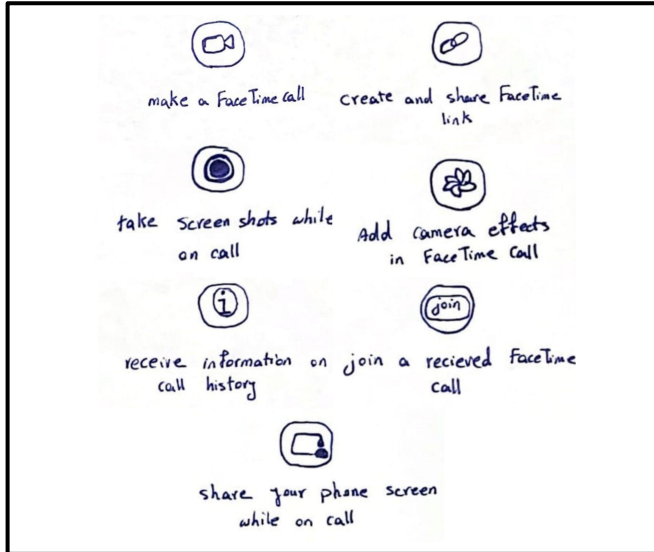 make a FaceTime call
create and share FaceTime
link
take screen shots while
on call
Add camera effects
in FaceTime Call
i
receive information on
call history
join
join a recieved FaceTime
call
share your phone screen
while on call